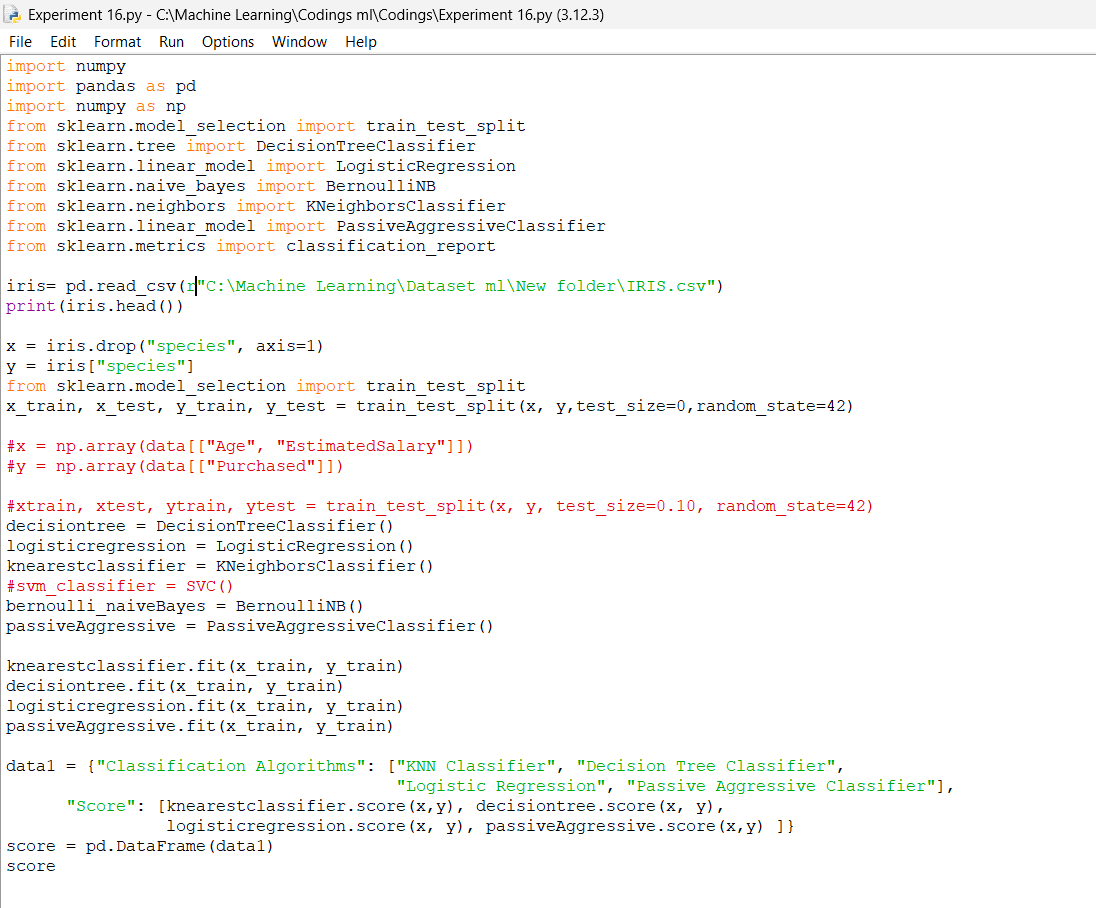 Experiment 16.py - C:\Machine Learning\Codings ml\Codings\Experiment 16.py (3.12.3)
File Edit Format Run Options Window Help
import numpy
import pandas as pd
import numpy as np
from sklearn.model_selection import train_test_split
from sklearn.tree import DecisionTreeClassifier
from sklearn.linear_model import LogisticRegression
from sklearn.naive_bayes import BernoulliNB
from sklearn.neighbors import KNeighborsClassifier
from sklearn.linear_model import PassiveAggressiveClassifier
from sklearn.metrics import classification_report

iris= pd.read_csv(r"C:\Machine Learning\Dataset ml\New folder\IRIS.csv")
print(iris.head())

x = iris.drop("species", axis=1)
y = iris["species"]
from sklearn.model_selection import train_test_split
x_train, x_test, y_train, y_test = train_test_split(x, y,test_size=0,random_state=42)

#x = np.array(data[["Age", "EstimatedSalary"]])
#y = np.array(data[["Purchased"]])

#xtrain, xtest, ytrain, ytest = train_test_split(x, y, test_size=0.10, random_state=42)
decisiontree = DecisionTreeClassifier()
logisticregression = LogisticRegression()
knearestclassifier = KNeighborsClassifier()
#svm_classifier = SVC()
bernoulli_naiveBayes = BernoulliNB()
passiveAggressive = PassiveAggressiveClassifier()

knearestclassifier.fit(x_train, y_train)
decisiontree.fit(x_train, y_train)
logisticregression.fit(x_train, y_train)
passiveAggressive.fit(x_train, y_train)

data1 = {"Classification Algorithms": ["KNN Classifier", "Decision Tree Classifier",
                                       "Logistic Regression", "Passive Aggressive Classifier"],
      "Score": [knearestclassifier.score(x,y), decisiontree.score(x, y),
                logisticregression.score(x, y), passiveAggressive.score(x,y) ]}
score = pd.DataFrame(data1)
score